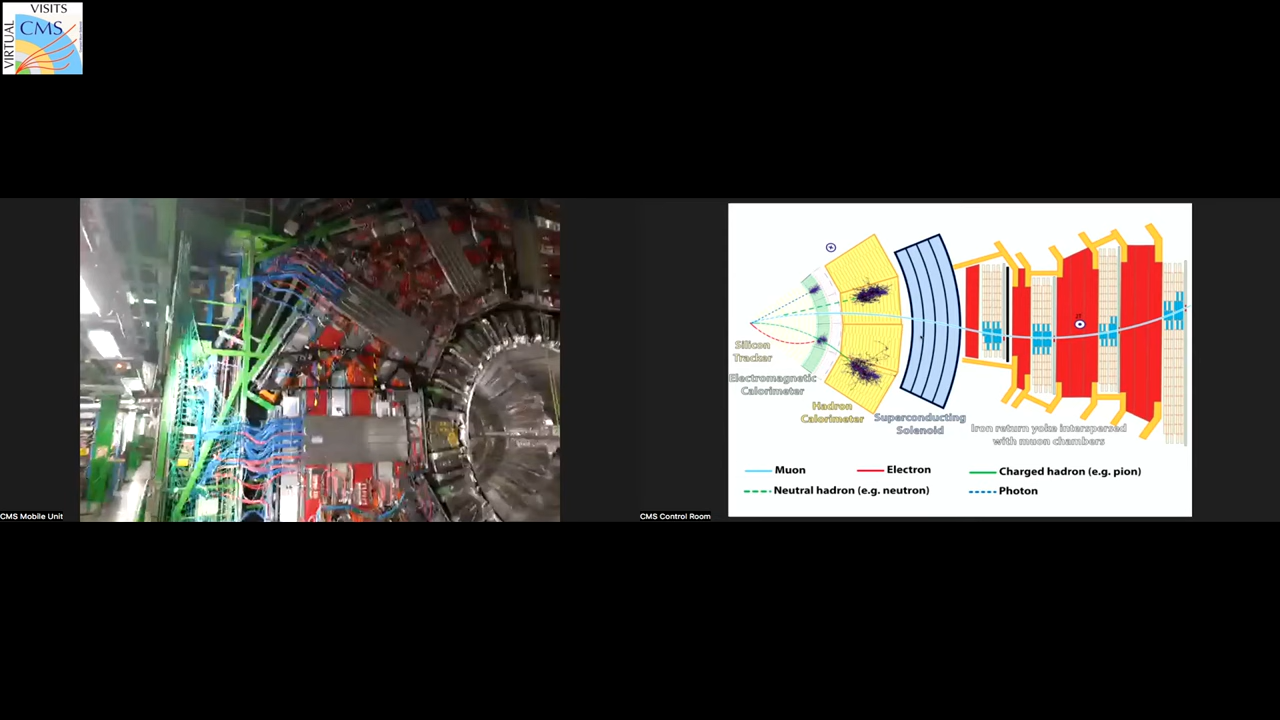 VISITS
VIRTUAL
CMS
Silicon
Tracker
Electromagnetic
Calorimeter
Hadron
Calorimeter
Superconducting
Solenoid
Iron return yoke interspersed
with muon chambers
Muon
Electron
Charged hadron (e.g. pion)
Neutral hadron (e.g. neutron)
Photon
CMS Mobile Unit
CMS Control Room